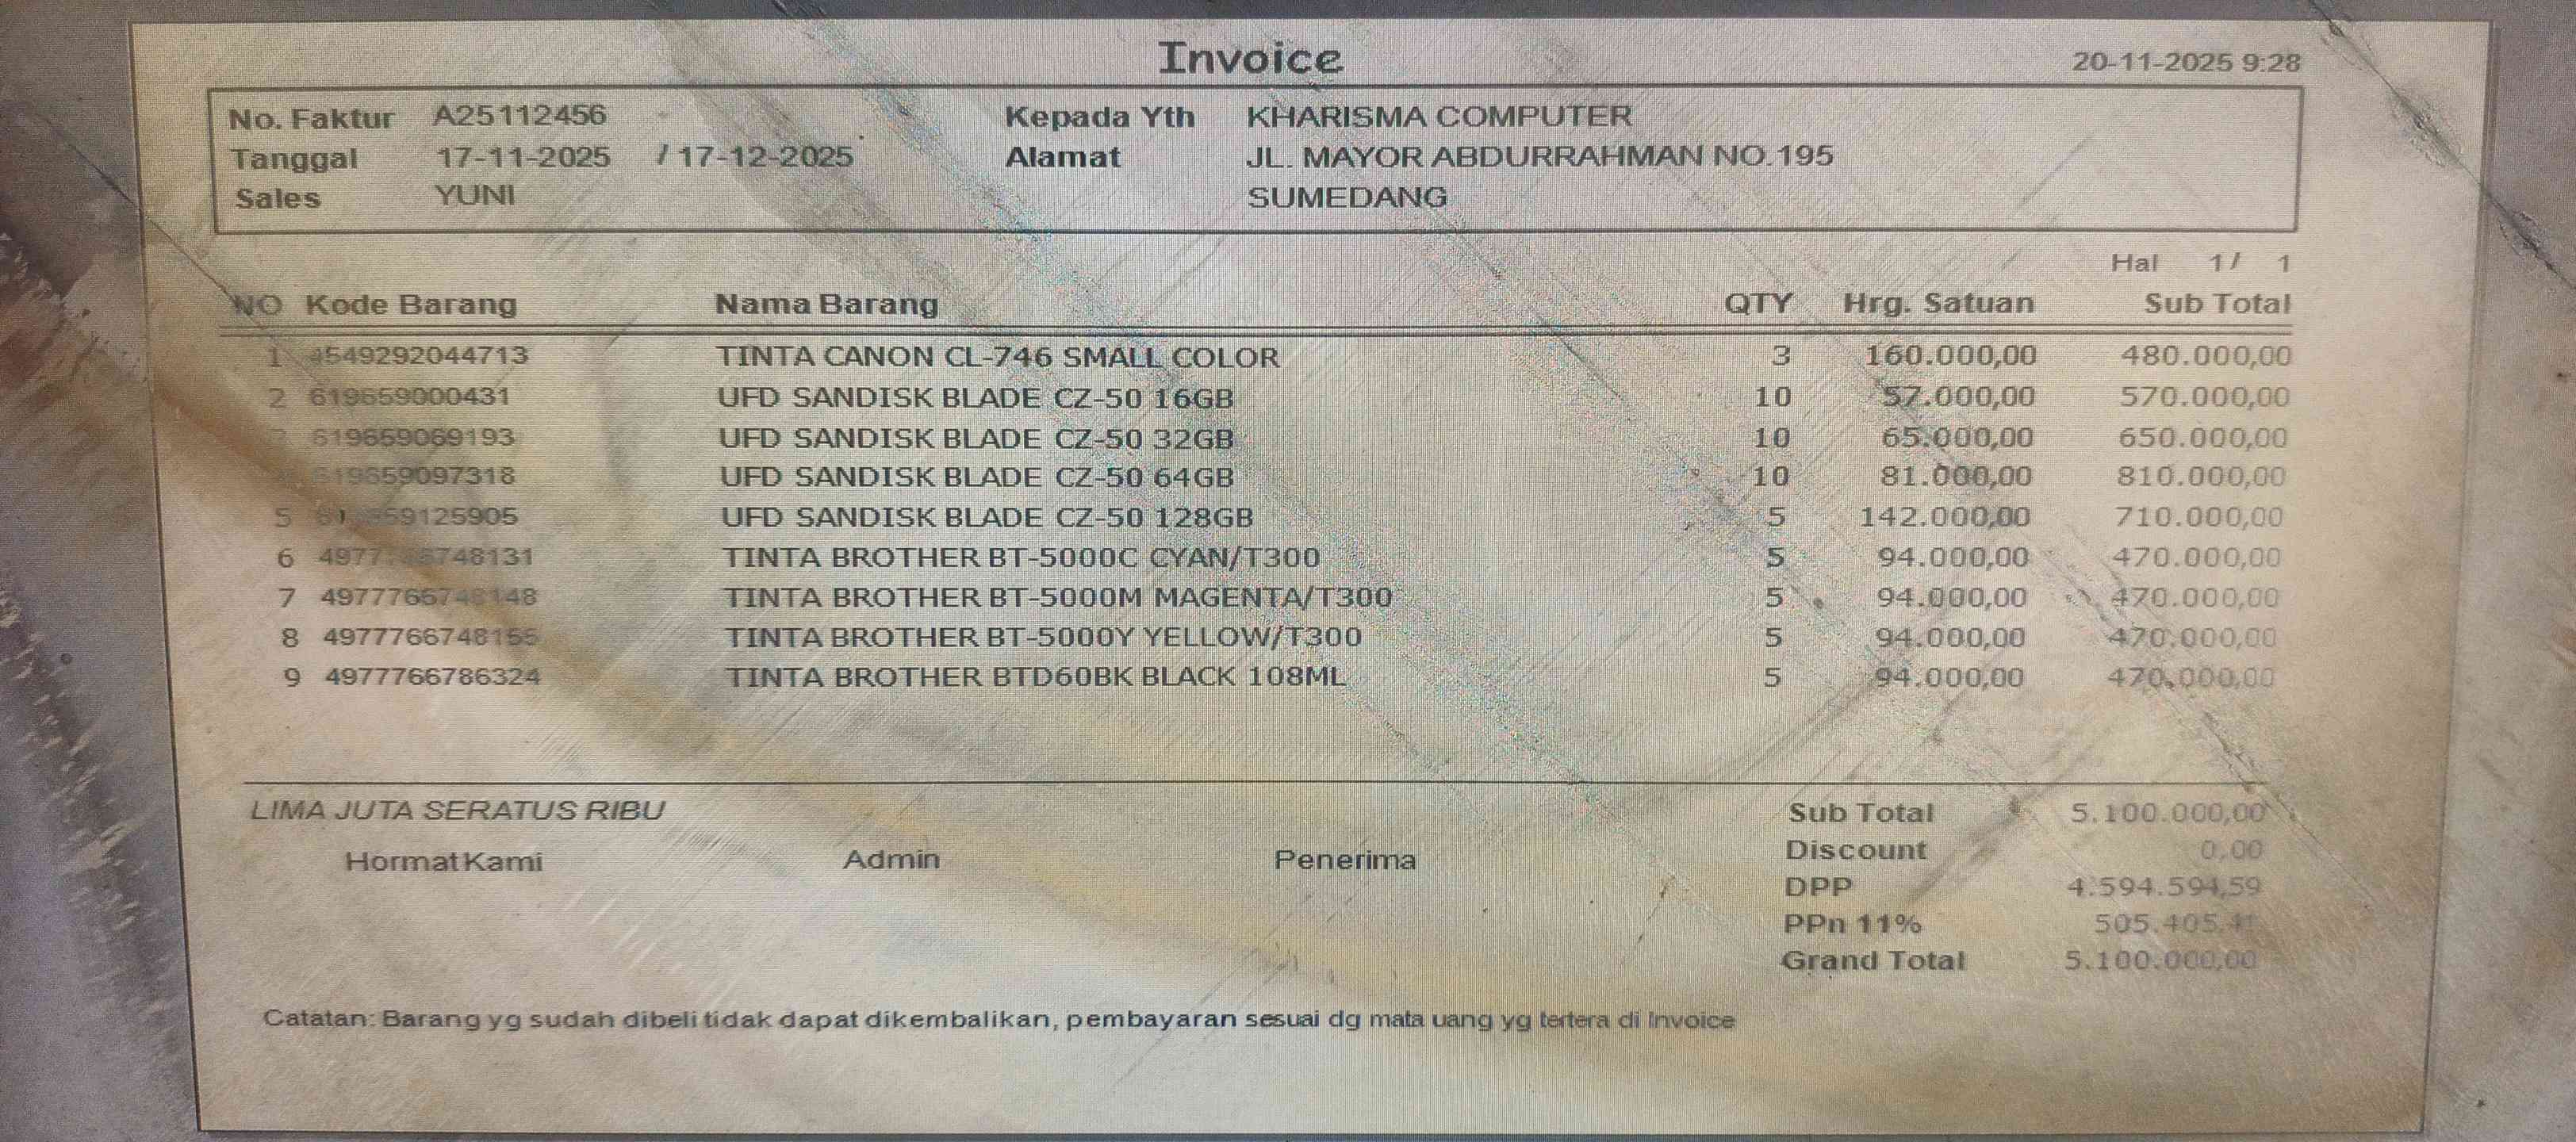 Invoice
20-11-2025 9:28
No. Faktur A25112456 Kepada Yth KHARISMA COMPUTER
Tanggal 17-11-2025 / 17-12-2025 Alamat JL. MAYOR ABDURRAHMAN NO.195
Sales YUNI SUMEDANG
Hal 1/ 1
NO Kode Barang Nama Barang QTY Hrg. Satuan Sub Total
1 4549292044713 TINTA CANON CL-746 SMALL COLOR 3 160.000,00 480.000,00
2 619659000431 UFD SANDISK BLADE CZ-50 16GB 10 57.000,00 570.000,00
3 619659069193 UFD SANDISK BLADE CZ-50 32GB 10 65.000,00 650.000,00
619659097318 UFD SANDISK BLADE CZ-50 64GB 10 81.000,00 810.000,00
5 UFD SANDISK BLADE CZ-50 128GB 5 142.000,00 710.000,00
6 TINTA BROTHER BT-5000C CYAN/T300 5 94.000,00 470.000,00
7 4977766748148 TINTA BROTHER BT-5000M MAGENTA/T300 5 94.000,00 470.000,00
8 4977766748155 TINTA BROTHER BT-5000Y YELLOW/T300 5 94.000,00 470.000,00
9 4977766786324 TINTA BROTHER BTD60BK BLACK 108ML 5 94.000,00 470.000,00
LIMA JUTA SERATUS RIBU Sub Total 5.100.000,00
Hormat Kami Admin Penerima Discount 0,00
DPP 4.594.594,59
PPn 11% 505.405,41
Grand Total 5.100.000,00
Catatan: Barang yg sudah dibeli tidak dapat dikembalikan, pembayaran sesuai dg mata uang yg tertera di Invoice